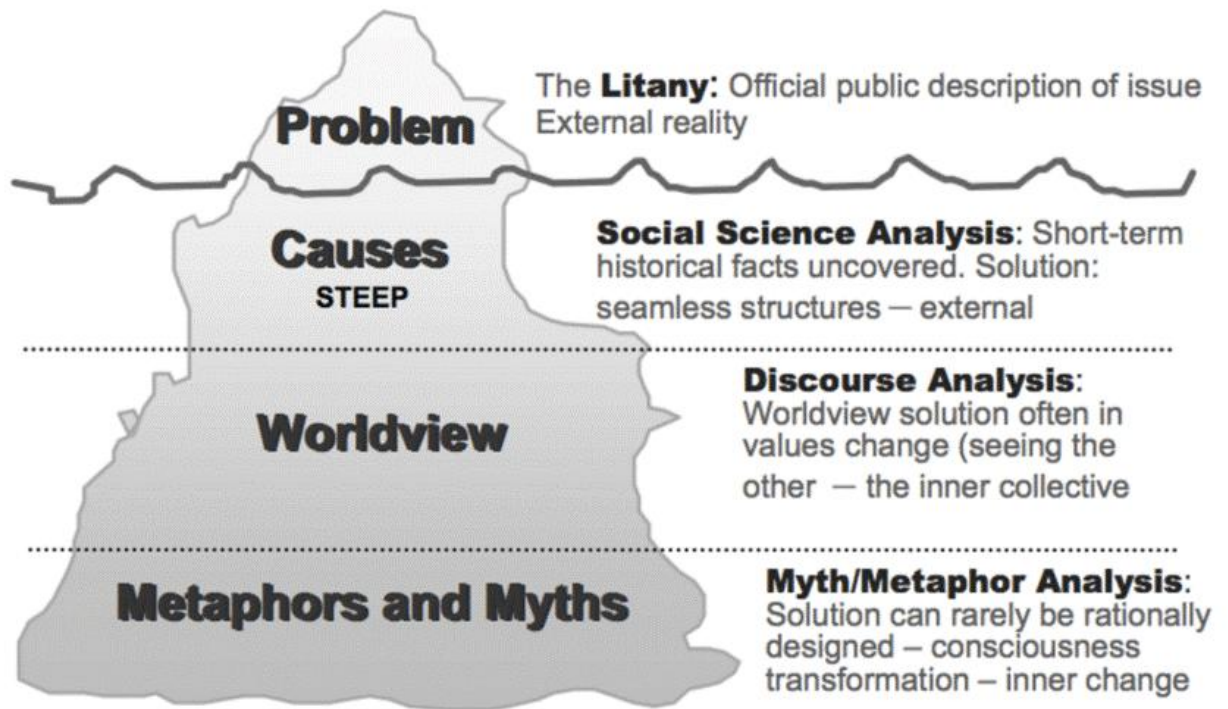 The Litany: Official public description of issue
External reality
Problem
Causes
STEEP
Social Science Analysis: Short-term
historical facts uncovered. Solution:
seamless structures – external
Worldview
Discourse Analysis:
Worldview solution often in
values change (seeing the
other – the inner collective
Metaphors and Myths
Myth/Metaphor Analysis:
Solution can rarely be rationally
designed – consciousness
transformation – inner change